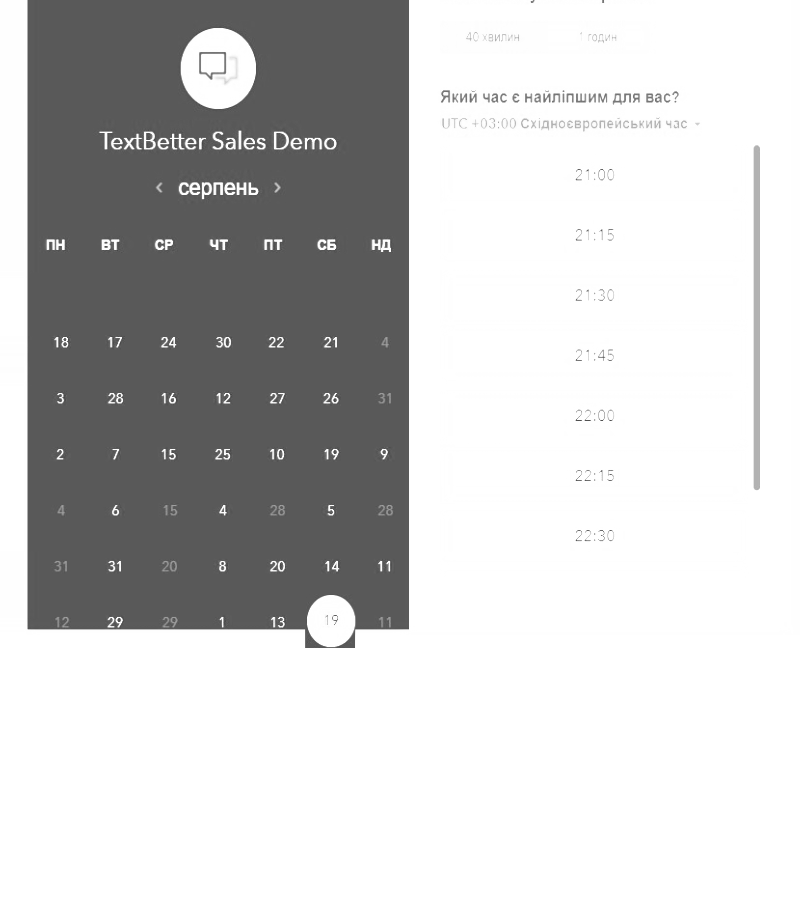 40 хвилин 1 годин
Який час є найліпшим для вас?
UTC +03:00 Східноєвропейський час
TextBetter Sales Demo
серпень
ПН ВТ СР ЧТ ПТ СБ НД
18 17 24 30 22 21 4
3 28 16 12 27 26 31
2 7 15 25 10 19 9
4 6 15 4 28 5 28
31 31 20 8 20 14 11
12 29 29 1 13 19 11
21:00
21:15
21:30
21:45
22:00
22:15
22:30